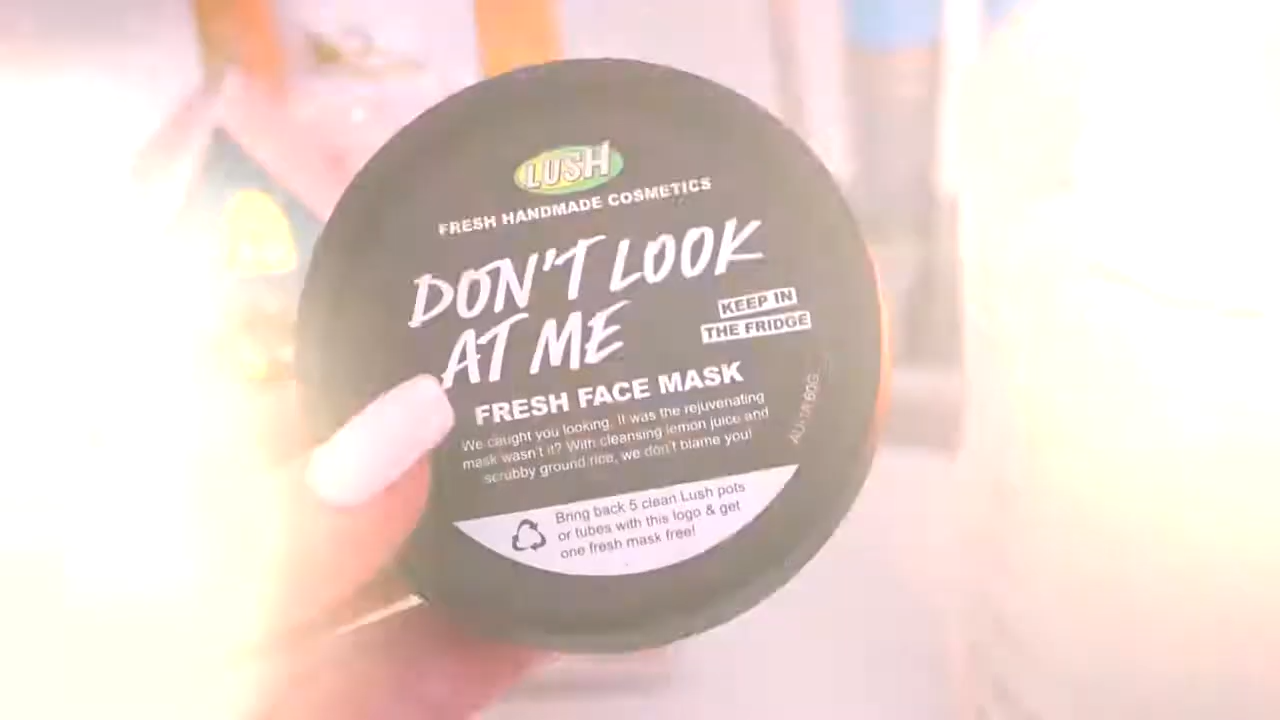 LUSH
FRESH HANDMADE COSMETICS
DON'T LOOK
AT ME
KEEP IN
THE FRIDGE
FRESH FACE MASK
We caught you looking. It was the rejuvenating
mask wasn't it? With cleansing lemon juice and
scrubby ground rice, we don't blame you!
60G
Bring back 5 clean Lush pots
or tubes with this logo & get
one fresh mask free!